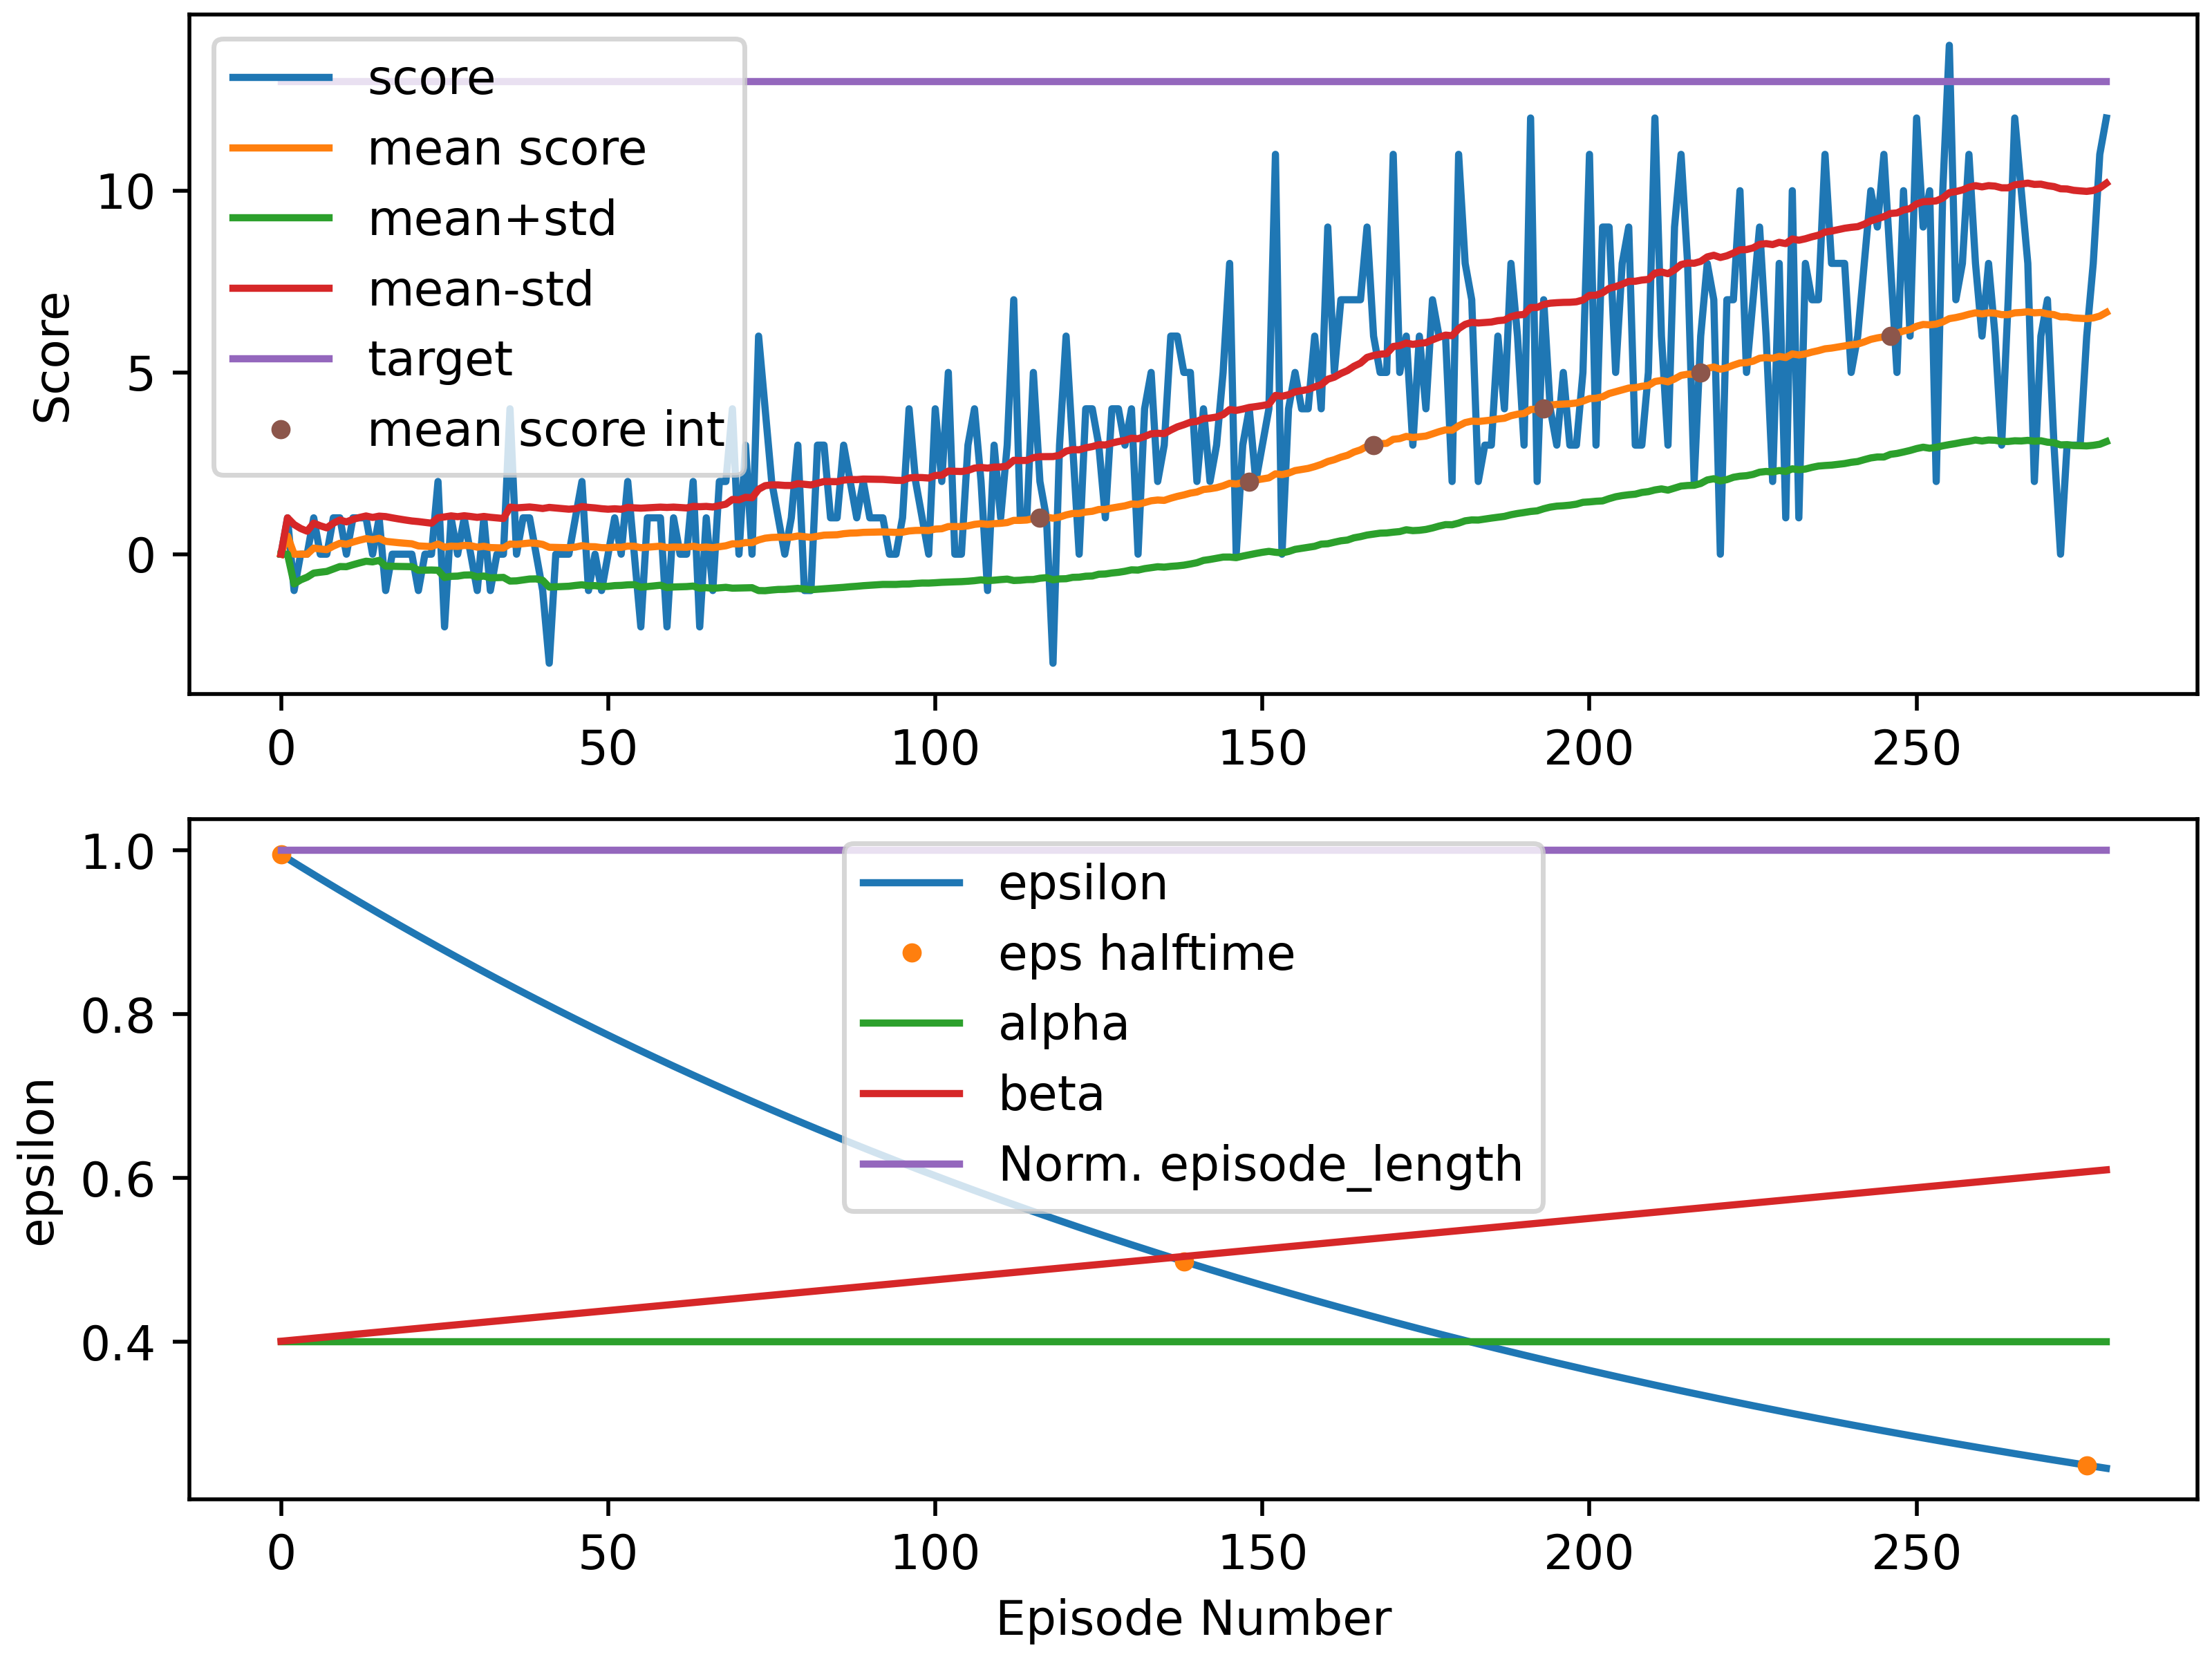 score
mean score
mean+std
mean-std
target
mean score int
Score
10
5
0
0 50 100 150 200 250
epsilon
eps halftime
alpha
beta
Norm. episode_length
epsilon
1.0
0.8
0.6
0.4
0 50 100 150 200 250
Episode Number